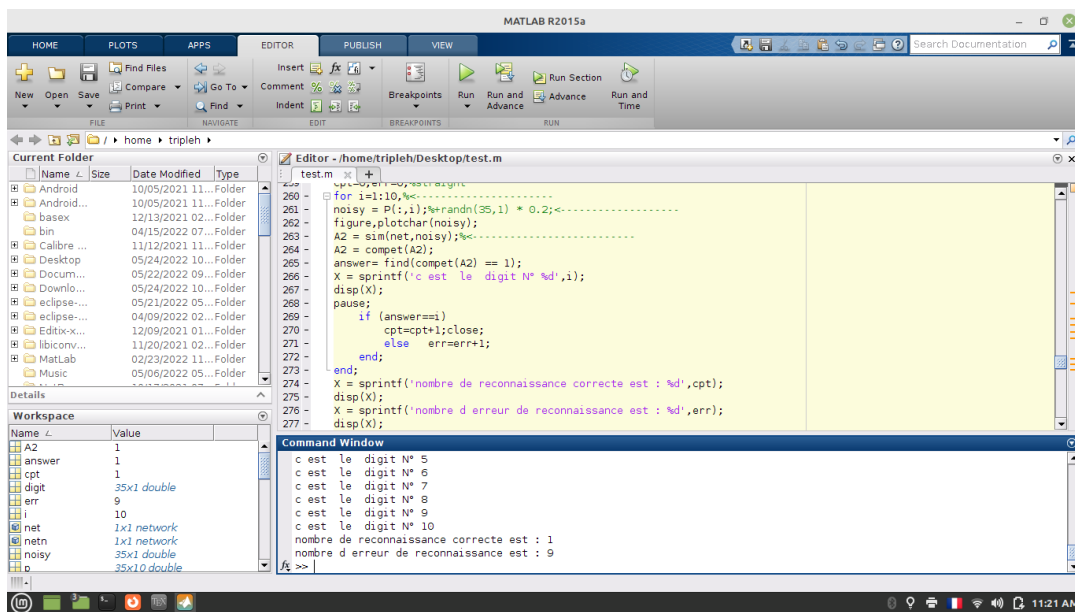 MATLAB R2015a
HOME PLOTS APPS EDITOR PUBLISH VIEW Search Documentation
Find Files Insert fx
New Open Save Compare Go To Comment Breakpoints Run Run and Advance Run Section Advance Run and Time
Print Find Indent
FILE NAVIGATE EDIT BREAKPOINTS RUN
/ home tripleh
Current Folder
Name Size Date Modified Type
Android 10/05/2021 11... Folder
Android... 10/05/2021 11... Folder
basex 12/13/2021 02... Folder
bin 04/15/2022 07... Folder
Calibre ... 11/12/2021 11... Folder
Desktop 05/24/2022 10... Folder
Docum... 05/22/2022 09... Folder
Downlo... 05/24/2022 10... Folder
eclipse-... 05/21/2022 05... Folder
eclipse-... 04/09/2022 02... Folder
Editix-x... 12/09/2021 01... Folder
libiconv... 11/20/2021 02... Folder
MatLab 02/23/2022 11... Folder
Music 05/06/2022 05... Folder
Details
Workspace
Name Value
A2 1
answer 1
cpt 1
digit 35x1 double
err 9
i 10
net 1x1 network
netn 1x1 network
noisy 35x1 double
p 35x10 double
Editor - /home/tripleh/Desktop/test.m
test.m × +
259 cpt=0;err=0;%straight
260 - for i=1:10,%<-----------------------
261 - noisy = P(:,i);%+randn(35,1) * 0.2;<-------------------
262 - figure,plotchar(noisy);
263 - A2 = sim(net,noisy);%<--------------------------
264 - A2 = compet(A2);
265 - answer= find(compet(A2) == 1);
266 - X = sprintf('c est  le  digit N° %d',i);
267 - disp(X);
268 - pause;
269 - if (answer==i)
270 - cpt=cpt+1;close;
271 - else   err=err+1;
272 - end;
273 - end;
274 - X = sprintf('nombre de reconnaissance correcte est : %d',cpt);
275 - disp(X);
276 - X = sprintf('nombre d erreur de reconnaissance est : %d',err);
277 - disp(X);
Command Window
c est  le  digit N° 5
c est  le  digit N° 6
c est  le  digit N° 7
c est  le  digit N° 8
c est  le  digit N° 9
c est  le  digit N° 10
nombre de reconnaissance correcte est : 1
nombre d erreur de reconnaissance est : 9
fx >>
11:21 AM